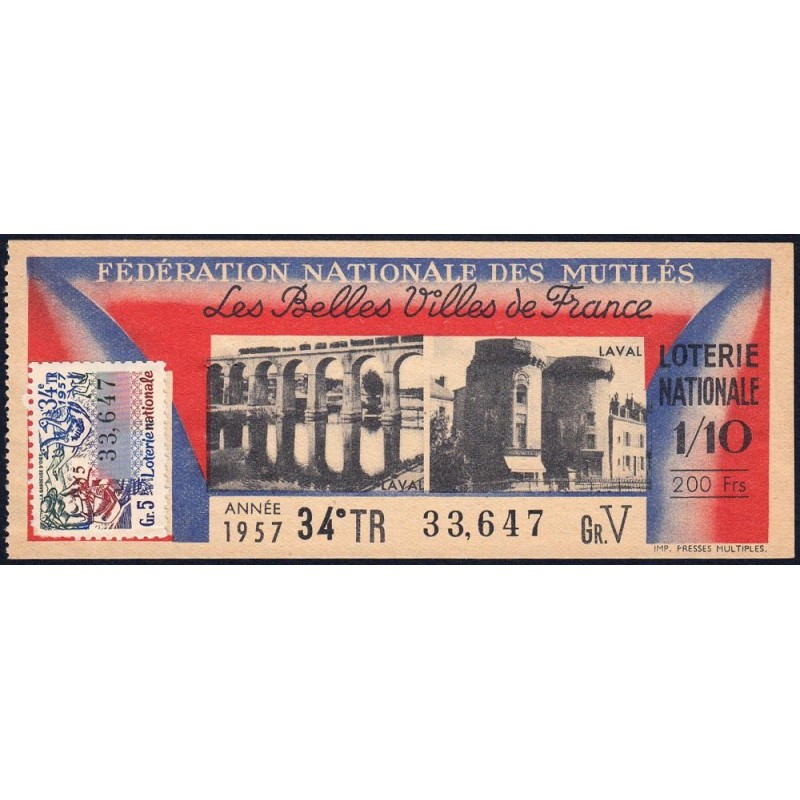 FÉDÉRATION NATIONALE DES MUTILÉS
Les Belles Villes de France
LAVAL
LAVAL
LOTERIE
NATIONALE
1/10
200 Frs
ANNÉE
1957 34e TR 33,647 GR.V
IMP. PRESSES MULTIPLES.
34e TR
1957
33,647
Gr. 5 Loterie nationale